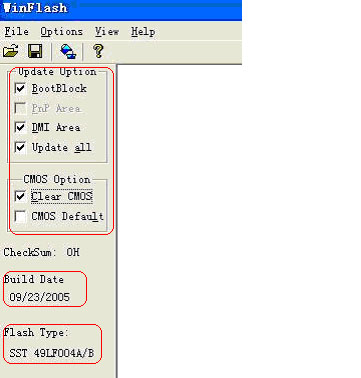 WinFlash
File Options View Help
Update Option
BootBlock
PnP Area
DMI Area
Update all
CMOS Option
Clear CMOS
CMOS Default
CheckSum: 0H
Build Date
09/23/2005
Flash Type:
SST 49LF004A/B